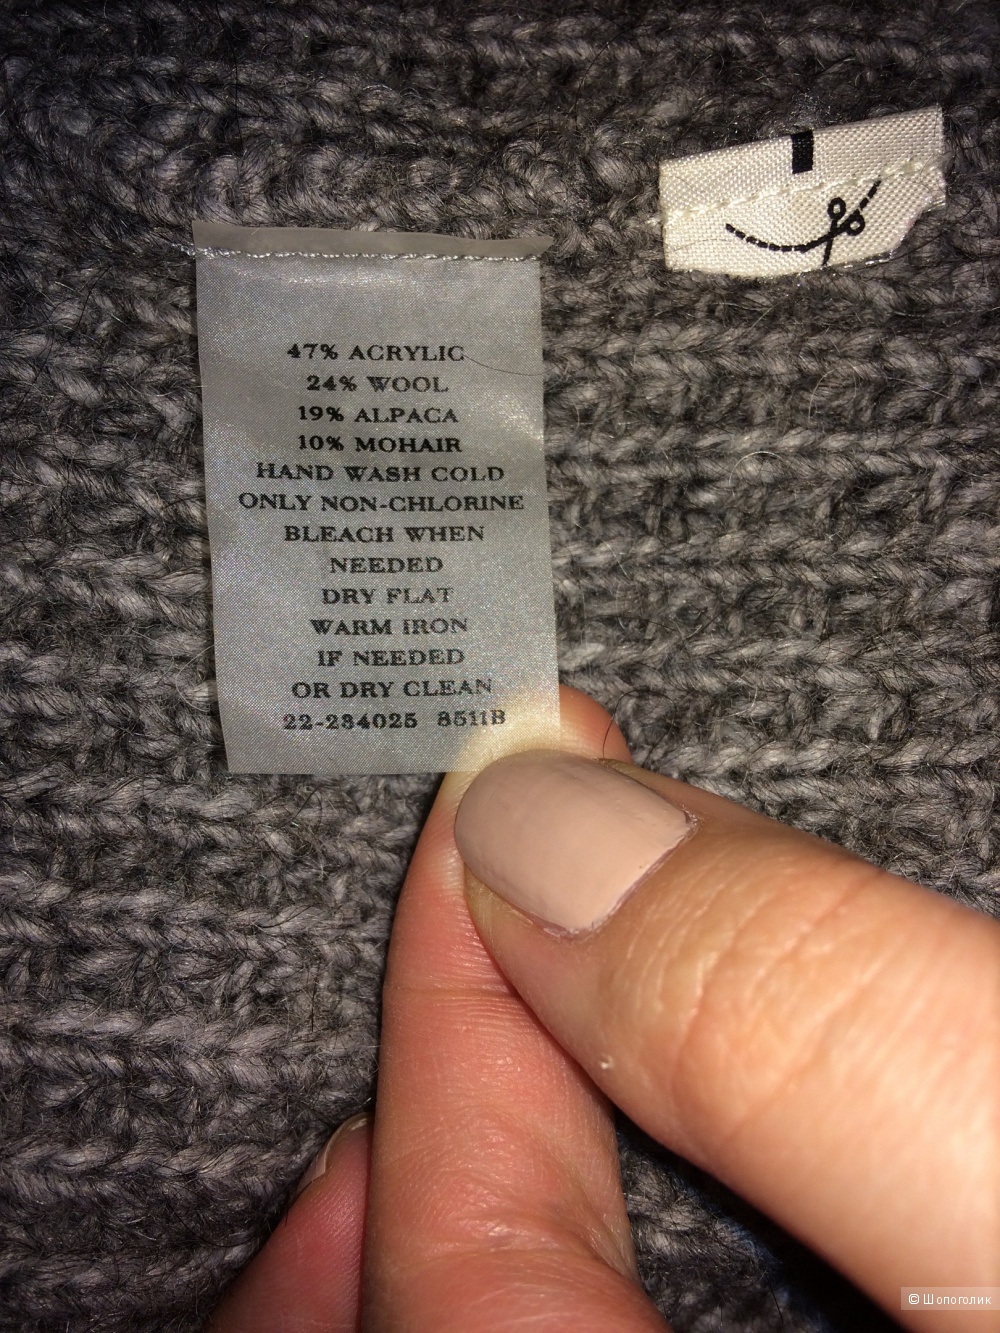 47% ACRYLIC
24% WOOL
19% ALPACA
10% MOHAIR
HAND WASH COLD
ONLY NON-CHLORINE
BLEACH WHEN
NEEDED
DRY FLAT
WARM IRON
IF NEEDED
OR DRY CLEAN
22-234025 8511B
© Шопоголик